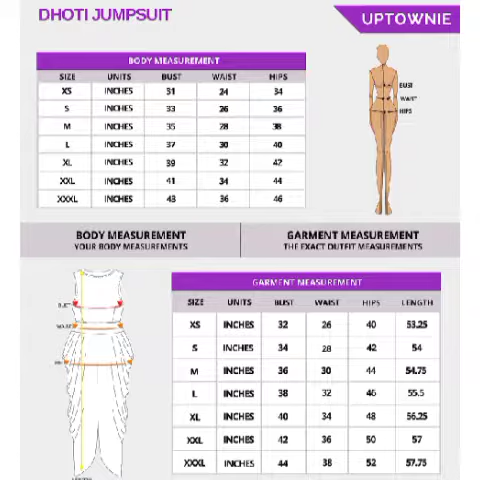 DHOTI JUMPSUIT
UPTOWNIE
BODY MEASUREMENT
SIZE UNITS BUST WAIST HIPS
XS INCHES 31 24 34
S INCHES 33 26 36
M INCHES 35 28 38
L INCHES 37 30 40
XL INCHES 39 32 42
XXL INCHES 41 34 44
XXXL INCHES 43 36 46
BUST
WAIST
HIPS
BODY MEASUREMENT
YOUR BODY MEASUREMENTS
GARMENT MEASUREMENT
THE EXACT OUTFIT MEASUREMENTS
BUST
WAIST
GARMENT MEASUREMENT
SIZE UNITS BUST WAIST HIPS LENGTH
XS INCHES 32 26 40 53.25
S INCHES 34 28 42 54
M INCHES 36 30 44 54.75
L INCHES 38 32 46 55.5
XL INCHES 40 34 48 56.25
XXL INCHES 42 36 50 57
XXXL INCHES 44 38 52 57.75